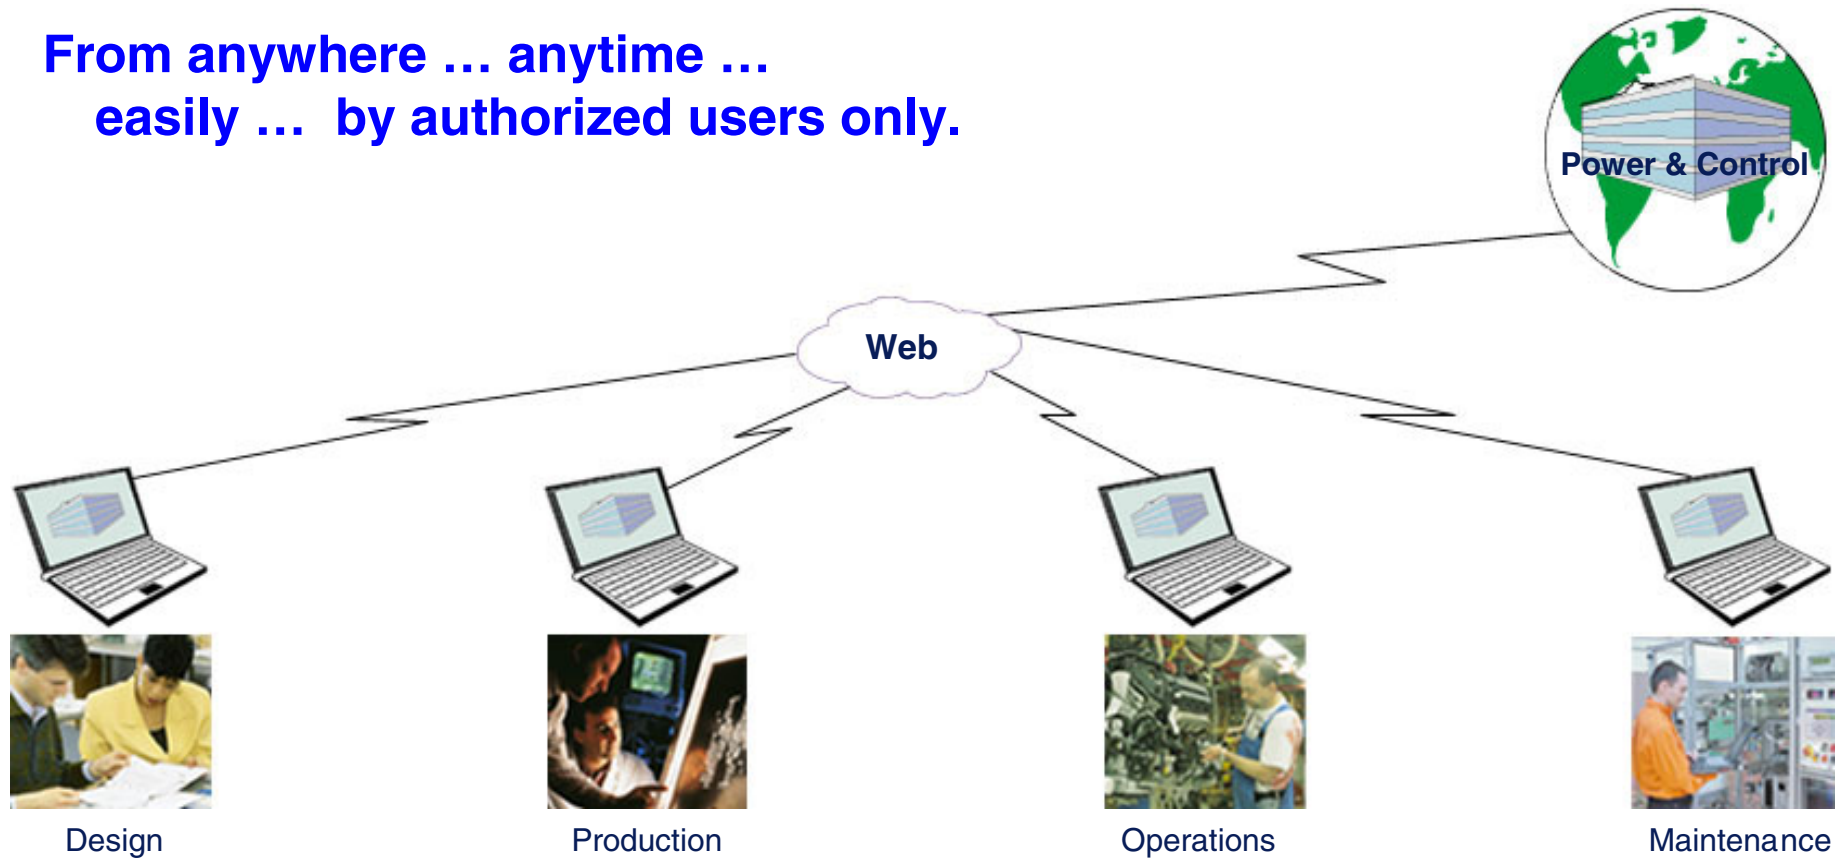 From anywhere … anytime …
easily … by authorized users only.
Power & Control
Web
Design
Production
Operations
Maintenance